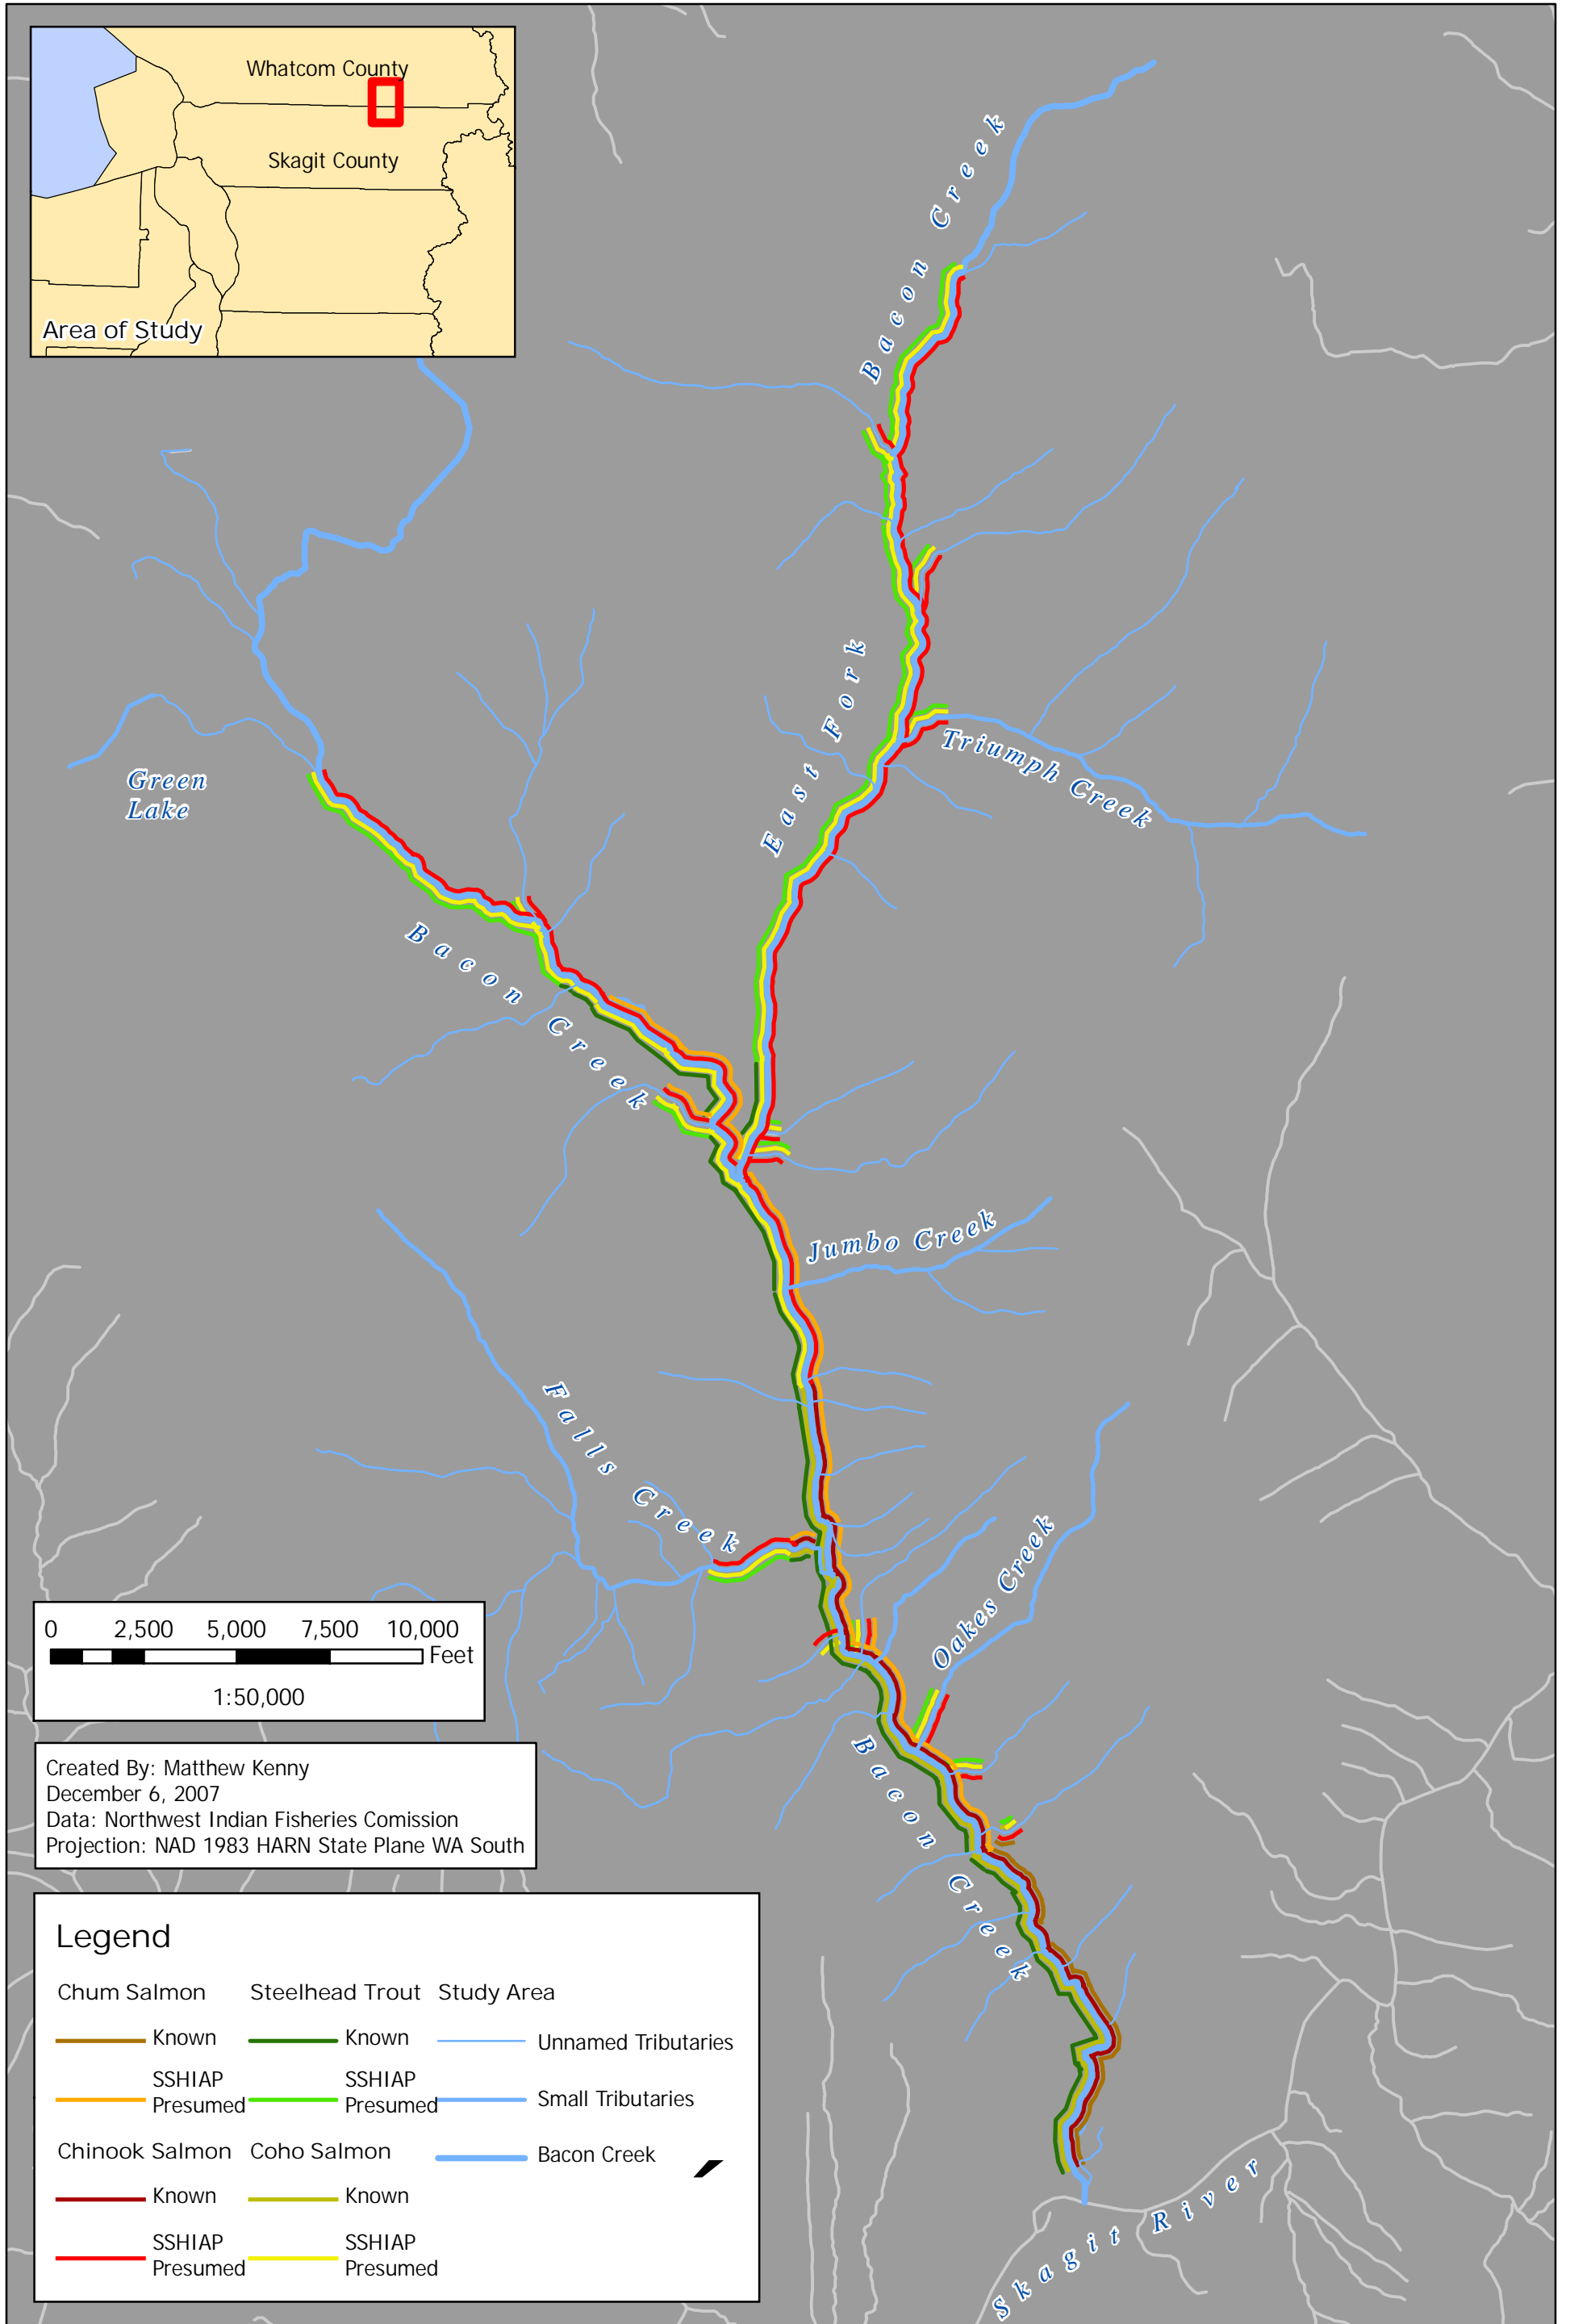 Whatcom County
Skagit County
Area of Study
Bacon Creek
East Fork
Triumph Creek
Green
Lake
Bacon Creek
Jumbo Creek
Falls Creek
Oakes Creek
Bacon Creek
Skagit River
0 2,500 5,000 7,500 10,000
Feet
1:50,000
Created By: Matthew Kenny
December 6, 2007
Data: Northwest Indian Fisheries Comission
Projection: NAD 1983 HARN State Plane WA South
Legend
Chum Salmon
Known
SSHIAP
Presumed
Chinook Salmon
Known
SSHIAP
Presumed
Steelhead Trout
Known
SSHIAP
Presumed
Coho Salmon
Known
SSHIAP
Presumed
Study Area
Unnamed Tributaries
Small Tributaries
Bacon Creek